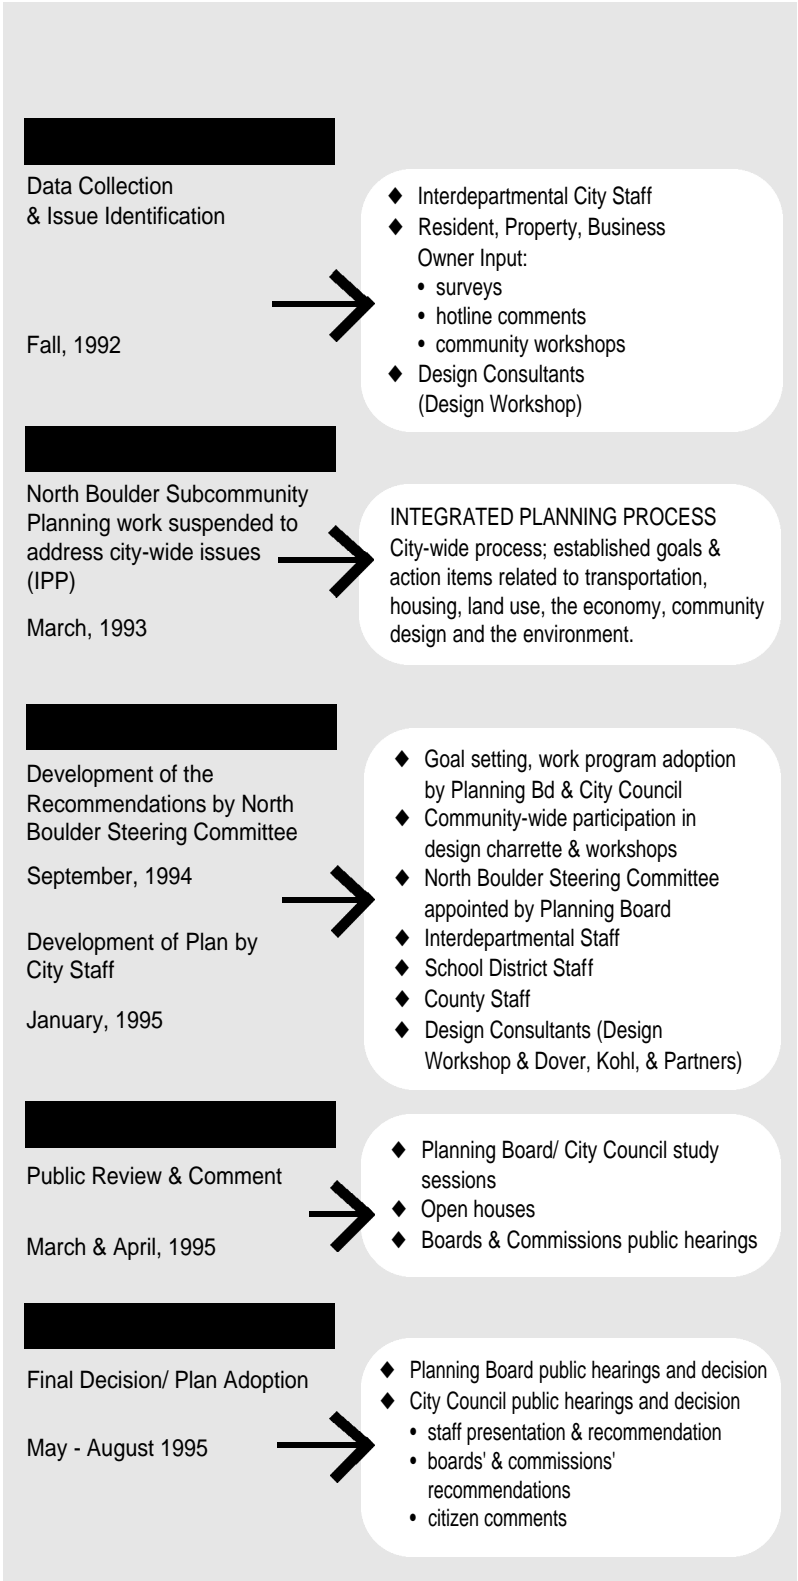 Data Collection
& Issue Identification
Fall, 1992
♦ Interdepartmental City Staff
♦ Resident, Property, Business
Owner Input:
• surveys
• hotline comments
• community workshops
♦ Design Consultants
(Design Workshop)
North Boulder Subcommunity
Planning work suspended to
address city-wide issues
(IPP)
March, 1993
INTEGRATED PLANNING PROCESS
City-wide process; established goals &
action items related to transportation,
housing, land use, the economy, community
design and the environment.
Development of the
Recommendations by North
Boulder Steering Committee
September, 1994
Development of Plan by
City Staff
January, 1995
♦ Goal setting, work program adoption
by Planning Bd & City Council
♦ Community-wide participation in
design charrette & workshops
♦ North Boulder Steering Committee
appointed by Planning Board
♦ Interdepartmental Staff
♦ School District Staff
♦ County Staff
♦ Design Consultants (Design
Workshop & Dover, Kohl, & Partners)
Public Review & Comment
March & April, 1995
♦ Planning Board/ City Council study
sessions
♦ Open houses
♦ Boards & Commissions public hearings
Final Decision/ Plan Adoption
May - August 1995
♦ Planning Board public hearings and decision
♦ City Council public hearings and decision
• staff presentation & recommendation
• boards' & commissions'
recommendations
• citizen comments